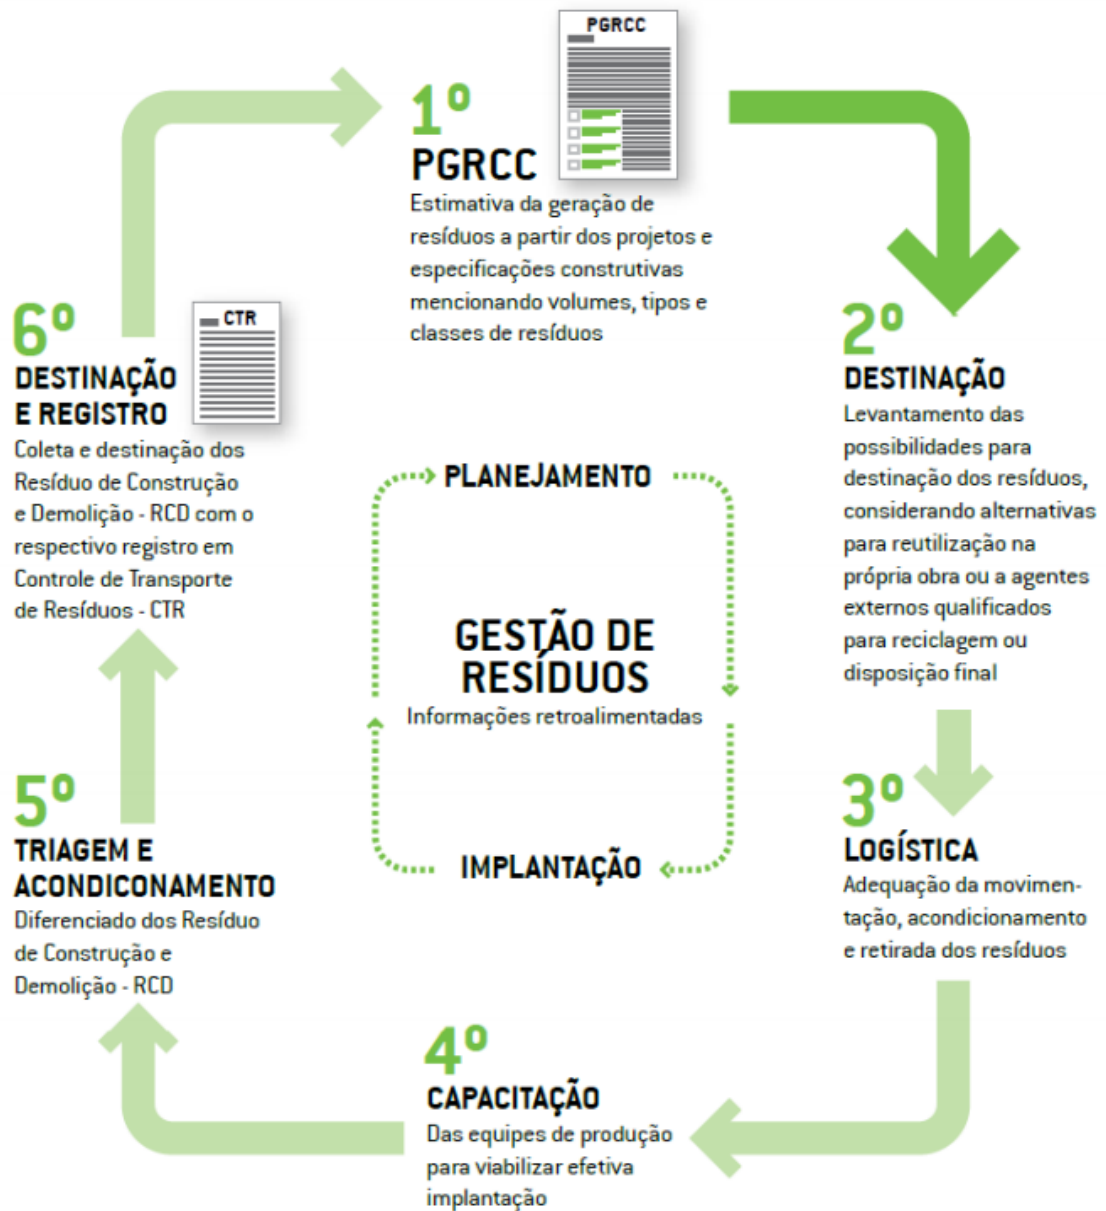 PGRCC
1º
PGRCC
Estimativa da geração de
resíduos a partir dos projetos e
especificações construtivas
mencionando volumes, tipos e
classes de resíduos
2º
DESTINAÇÃO
Levantamento das
possibilidades para
destinação dos resíduos,
considerando alternativas
para reutilização na
própria obra ou a agentes
externos qualificados
para reciclagem ou
disposição final
3º
LOGÍSTICA
Adequação da movimen-
tação, acondicionamento
e retirada dos resíduos
4º
CAPACITAÇÃO
Das equipes de produção
para viabilizar efetiva
implantação
5º
TRIAGEM E
ACONDICONAMENTO
Diferenciado dos Resíduo
de Construção e
Demolição - RCD
6º
CTR
DESTINAÇÃO
E REGISTRO
Coleta e destinação dos
Resíduo de Construção
e Demolição - RCD com o
respectivo registro em
Controle de Transporte
de Resíduos - CTR
PLANEJAMENTO
GESTÃO DE
RESÍDUOS
Informações retroalimentadas
IMPLANTAÇÃO